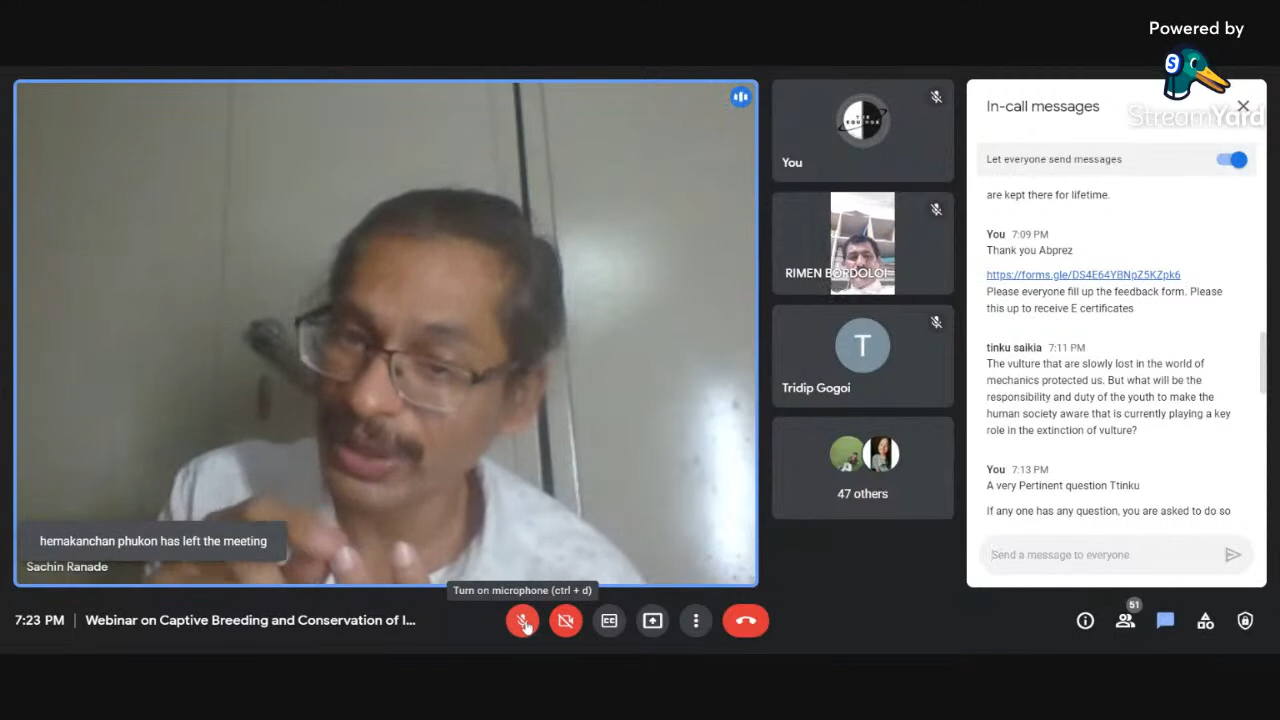 Powered by
S
StreamYard
In-call messages
Let everyone send messages
are kept there for lifetime.
You 7:09 PM
Thank you Abprez
https://forms.gle/DS4E64YBNpZ5KZpk6
Please everyone fill up the feedback form. Please
this up to receive E certificates
tinku saikia 7:11 PM
The vulture that are slowly lost in the world of
mechanics protected us. But what will be the
responsibility and duty of the youth to make the
human society aware that is currently playing a key
role in the extinction of vulture?
You 7:13 PM
A very Pertinent question Ttinku
If any one has any question, you are asked to do so
Send a message to everyone
You
RIMEN BORDOLOI
T
Tridip Gogoi
47 others
hemakanchan phukon has left the meeting
Sachin Ranade
Turn on microphone (ctrl + d)
7:23 PM | Webinar on Captive Breeding and Conservation of I...
51